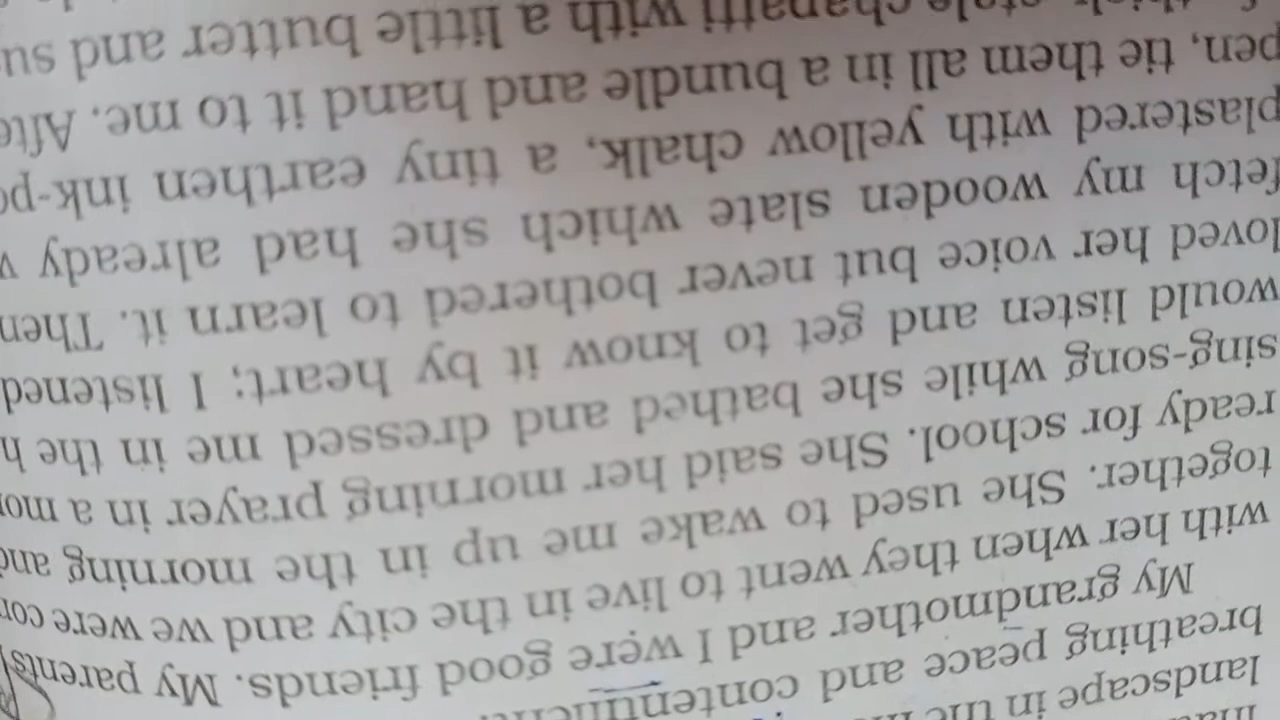 landscape in the
breathing peace and contentment.
My grandmother and I were good friends. My parents
with her when they went to live in the city and we were
together. She used to wake me up in the morning
ready for school. She said her morning prayer in a
sing-song while she bathed and dressed me in the
would listen and get to know it by heart; I listened
loved her voice but never bothered to learn it. Then
fetch my wooden slate which she had already
plastered with yellow chalk, a tiny earthen
pen, tie them all in a bundle and hand it to me.
stale chapatti with a little butter and